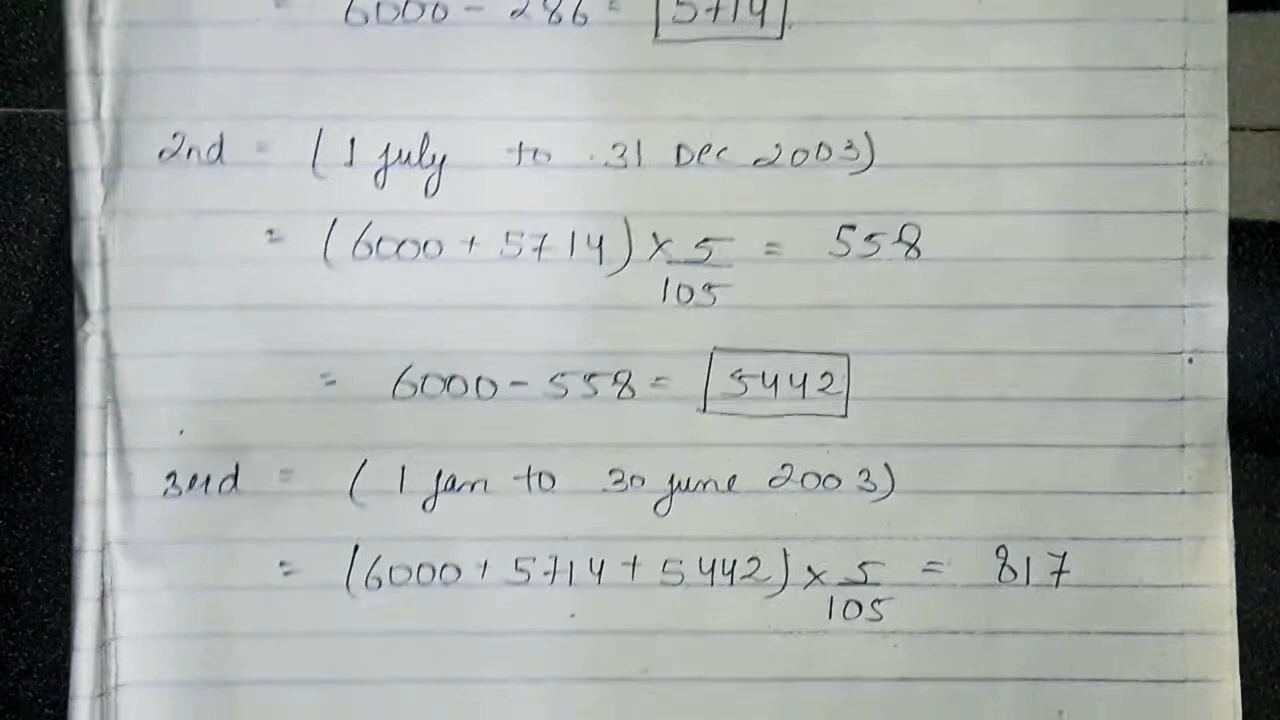 = 6000 - 286 = 5714
2nd = (1 july to 31 Dec 2003)
= (6000 + 5714) × 5/105 = 558
= 6000 - 558 = 5442
3rd = (1 jan to 30 june 2003)
= (6000 + 5714 + 5442) × 5/105 = 817